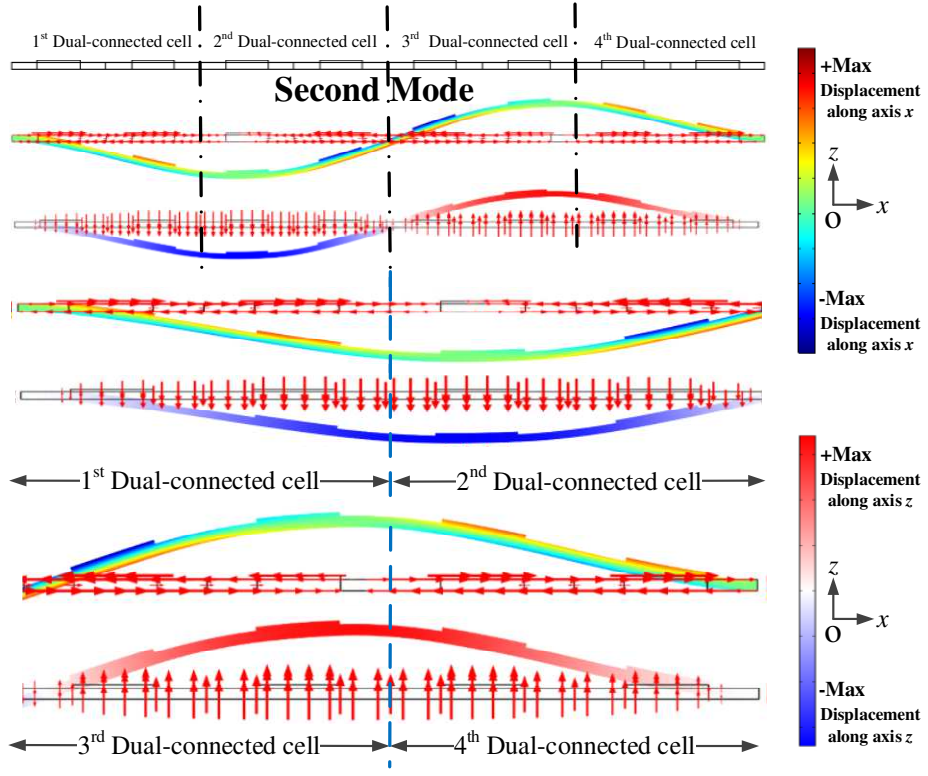 1st Dual-connected cell 2nd Dual-connected cell 3rd Dual-connected cell 4th Dual-connected cell
Second Mode
+Max
Displacement
along axis x
z
O x
-Max
Displacement
along axis x
1st Dual-connected cell 2nd Dual-connected cell
+Max
Displacement
along axis z
z
O x
-Max
Displacement
along axis z
3rd Dual-connected cell 4th Dual-connected cell